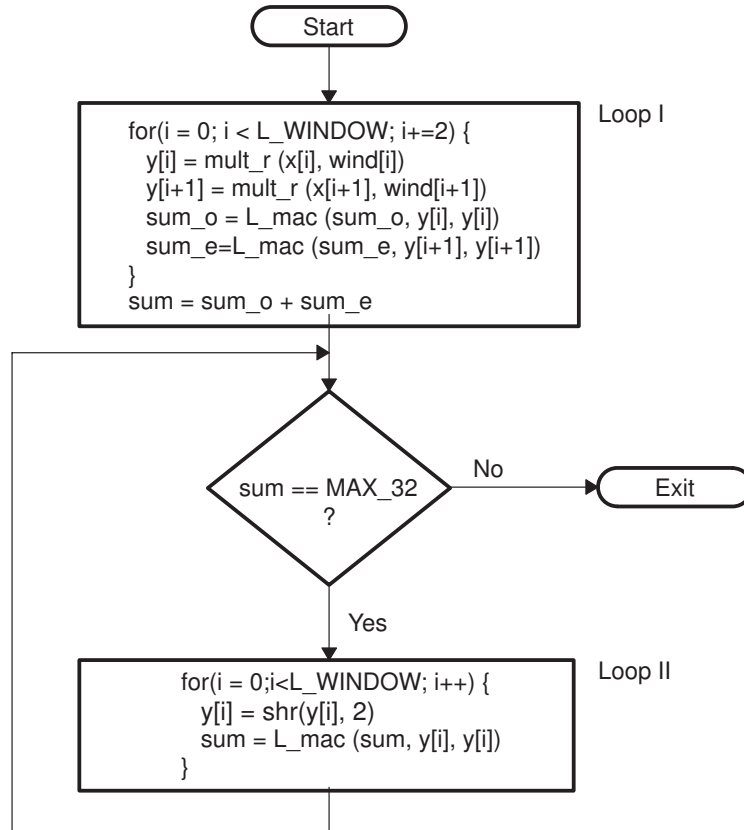 Start
Loop I
for(i = 0; i < L_WINDOW; i+=2) {
y[i] = mult_r (x[i], wind[i])
y[i+1] = mult_r (x[i+1], wind[i+1])
sum_o = L_mac (sum_o, y[i], y[i])
sum_e=L_mac (sum_e, y[i+1], y[i+1])
}
sum = sum_o + sum_e
sum == MAX_32
?
No
Exit
Yes
Loop II
for(i = 0;i<L_WINDOW; i++) {
y[i] = shr(y[i], 2)
sum = L_mac (sum, y[i], y[i])
}